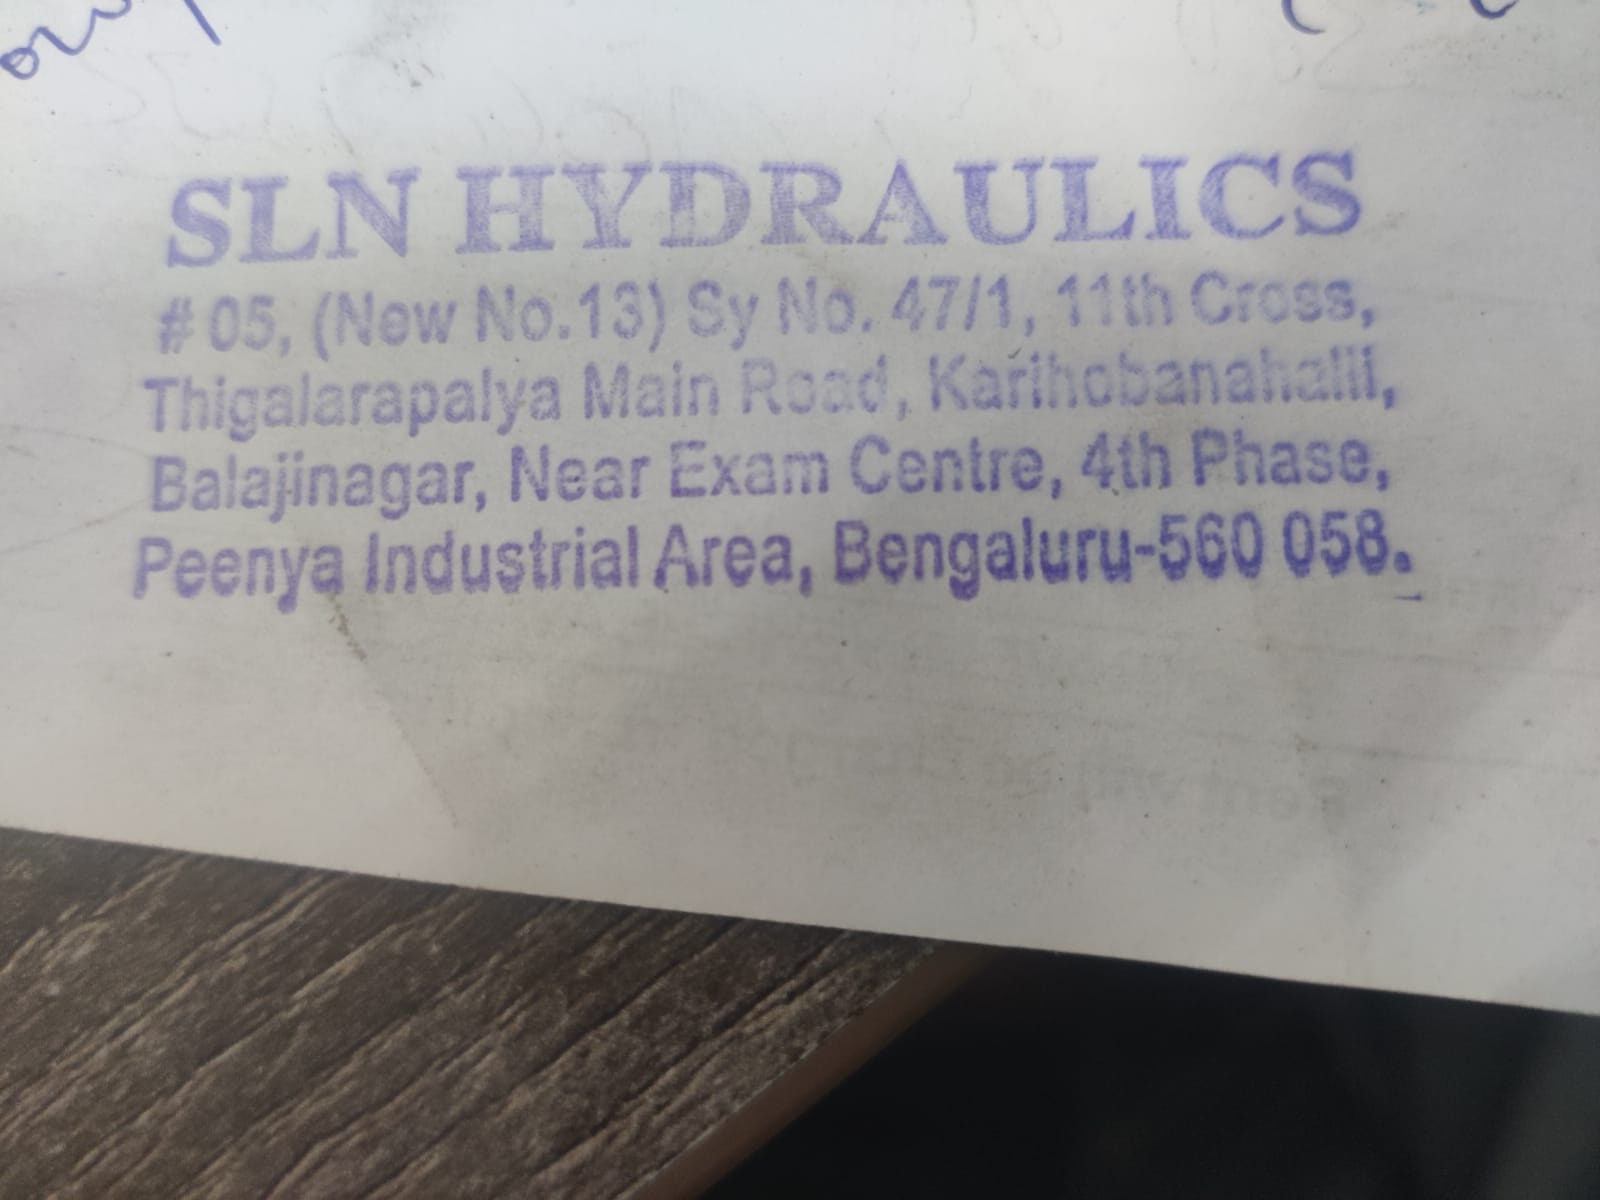 SLN HYDRAULICS
# 05, (New No.13) Sy No. 47/1, 11th Cross,
Thigalarapalya Main Road, Karihobanahalli,
Balajinagar, Near Exam Centre, 4th Phase,
Peenya Industrial Area, Bengaluru-560 058.